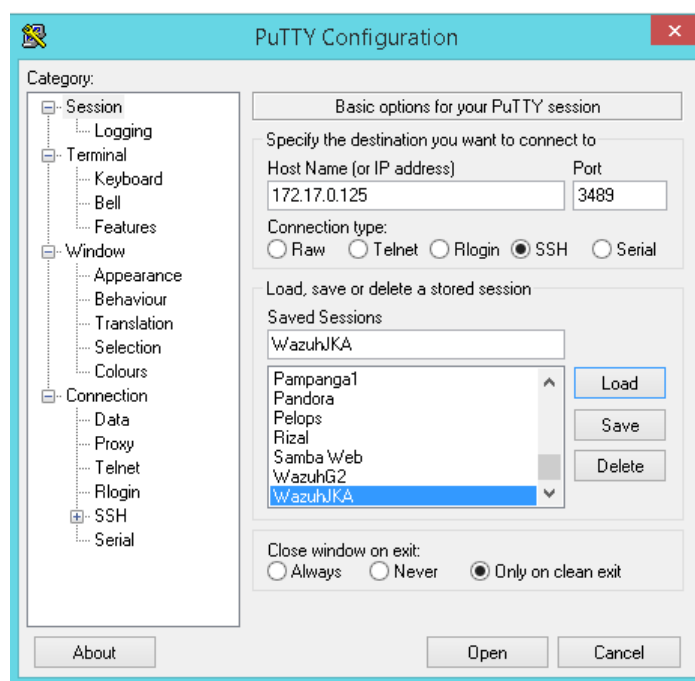 PuTTY Configuration
Category:
Session
Logging
Terminal
Keyboard
Bell
Features
Window
Appearance
Behaviour
Translation
Selection
Colours
Connection
Data
Proxy
Telnet
Rlogin
SSH
Serial
Basic options for your PuTTY session
Specify the destination you want to connect to
Host Name (or IP address) Port
172.17.0.125 3489
Connection type:
Raw Telnet Rlogin SSH Serial
Load, save or delete a stored session
Saved Sessions
WazuhJKA
Pampanga1
Pandora
Pelops
Rizal
Samba Web
WazuhG2
WazuhJKA
Load
Save
Delete
Close window on exit:
Always Never Only on clean exit
About Open Cancel